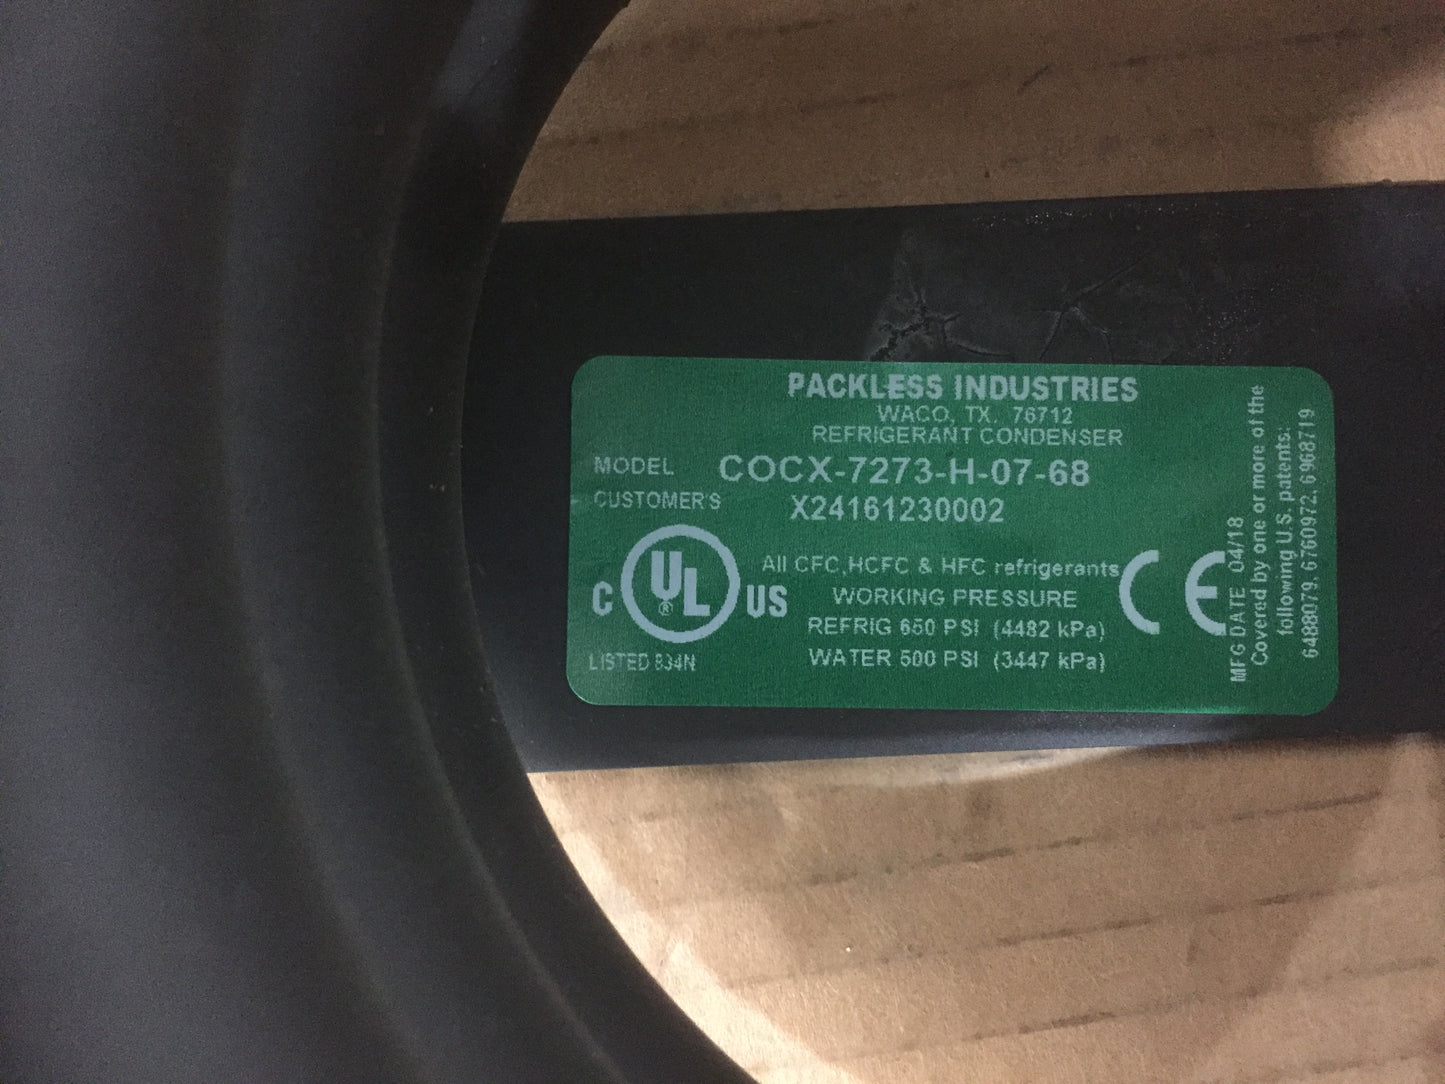 PACKLESS INDUSTRIES
WACO, TX, 76712
REFRIGERANT CONDENSER
MODEL COCX-7273-H-07-68
CUSTOMER'S X24161230002
C UL ® US
LISTED 834N
All CFC,HCFC & HFC refrigerants
WORKING PRESSURE
REFRIG 650 PSI (4482 kPa)
WATER 500 PSI (3447 kPa)
CE
MFG DATE 04/18
Covered by one or more of the
following U.S. patents:
6488079, 6760972, 6968719